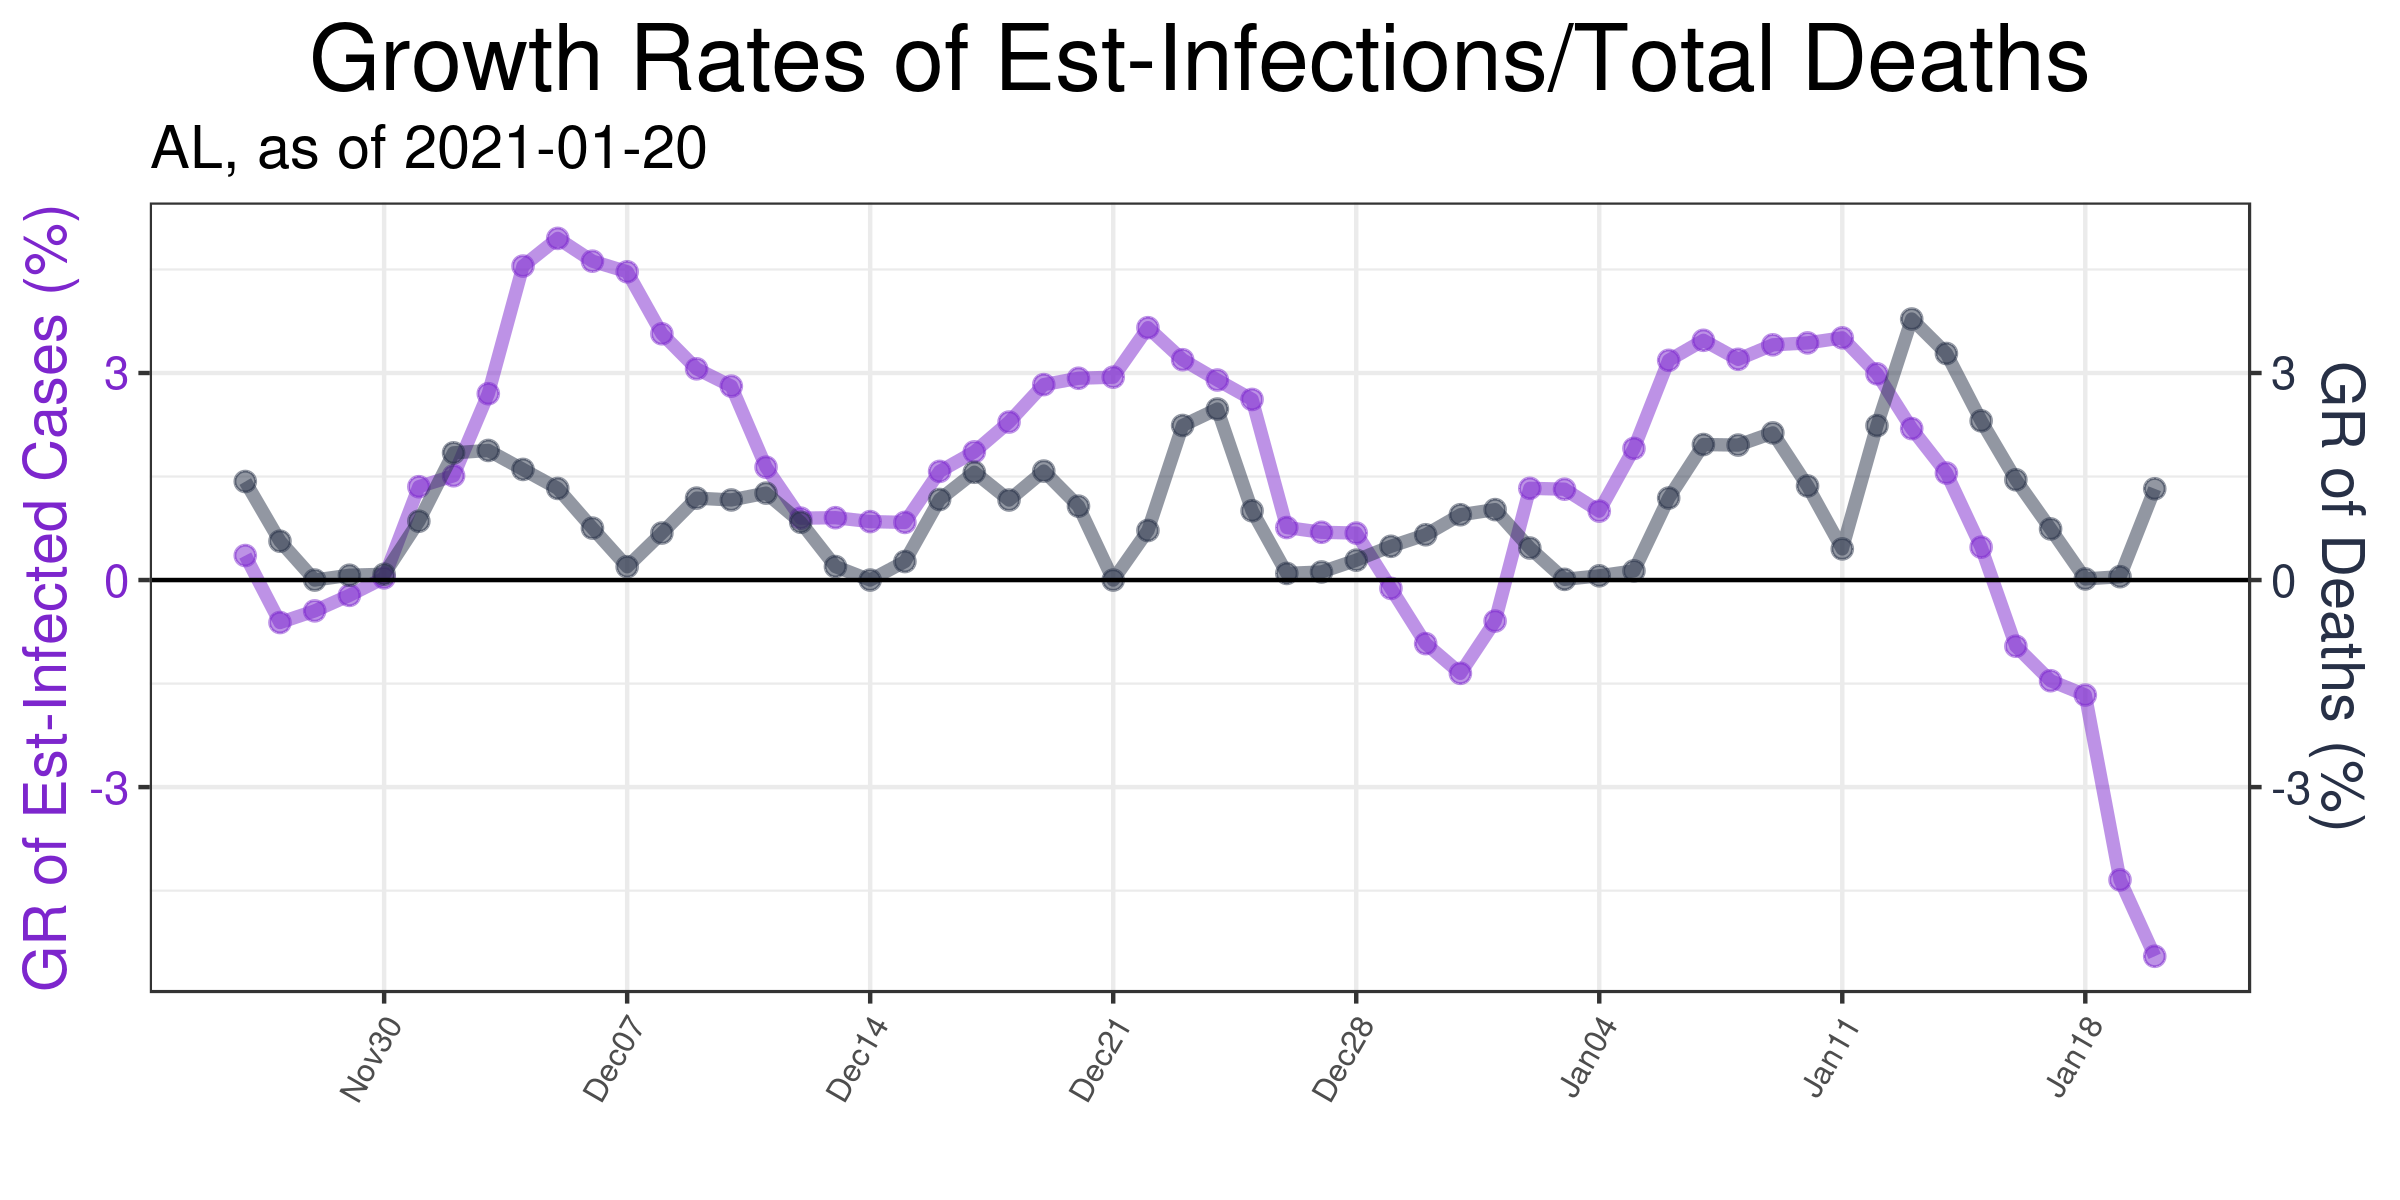 Growth Rates of Est-Infections/Total Deaths
AL, as of 2021-01-20
GR of Est-Infected Cases (%)
3
0
-3
3
0
-3
GR of Deaths (%)
Nov30
Dec07
Dec14
Dec21
Dec28
Jan04
Jan11
Jan18